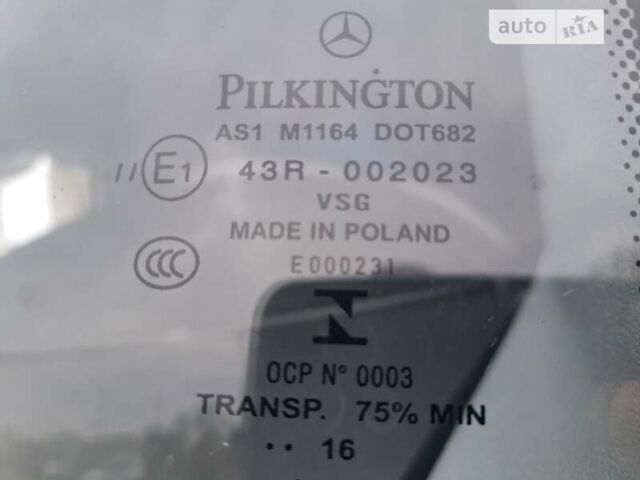 auto RIA
PILKINGTON
AS1 M1164 DOT682
//E1 43R - 002023
VSG
MADE IN POLAND
CCC
E000231
N
OCP N° 0003
TRANSP. 75% MIN
·· 16